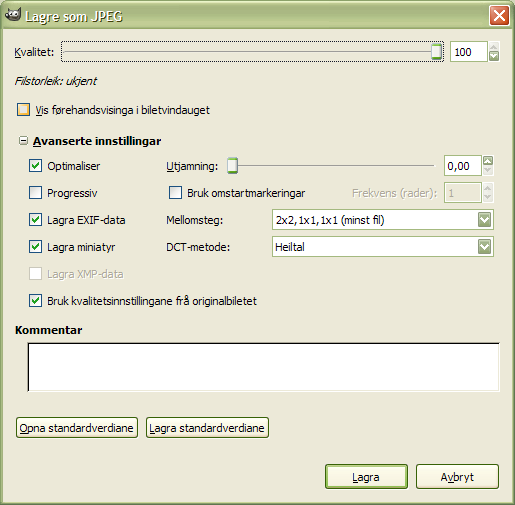 Lagre som JPEG
Kvalitet: 100
Filstorleik: ukjent
Vis førehandsvisinga i biletvindauget
Avanserte innstillingar
Optimaliser Utjamning: 0,00
Progressiv Bruk omstartmarkeringar Frekvens (rader): 1
Lagra EXIF-data Mellomsteg: 2x2,1x1,1x1 (minst fil)
Lagra miniatyr DCT-metode: Heiltal
Lagra XMP-data
Bruk kvalitetsinnstillingane frå originalbiletet
Kommentar
Opna standardverdiane Lagra standardverdiane
Lagra Avbryt